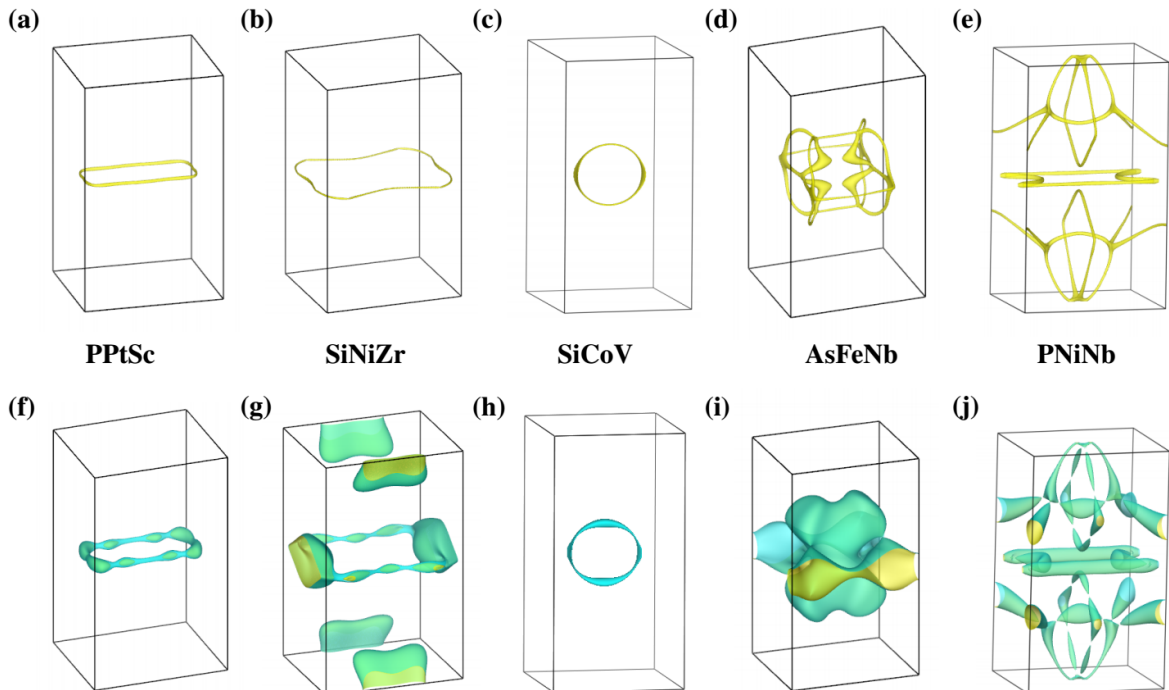 (a) (b) (c) (d) (e)
PPtSc SiNiZr SiCoV AsFeNb PNiNb
(f) (g) (h) (i) (j)